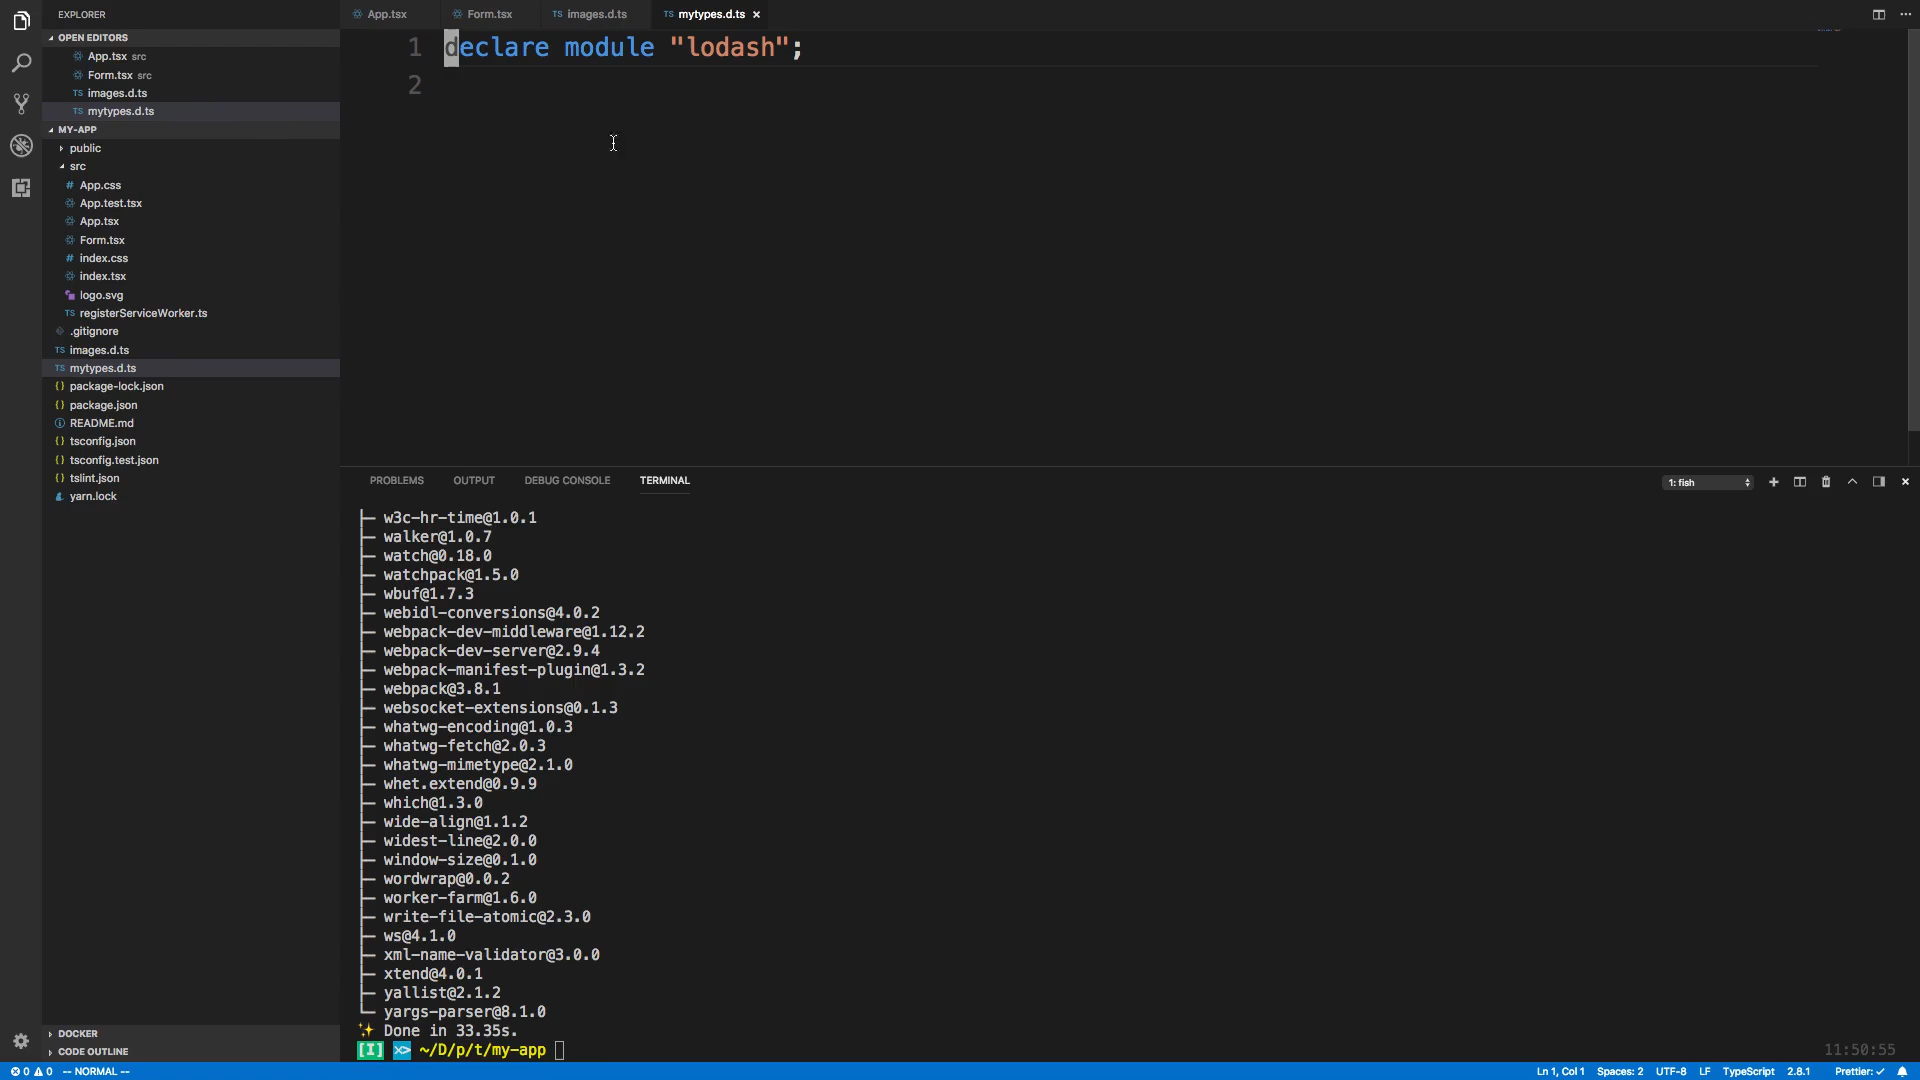 EXPLORER
OPEN EDITORS
App.tsx src
Form.tsx src
TS images.d.ts
TS mytypes.d.ts
MY-APP
public
src
# App.css
App.test.tsx
App.tsx
Form.tsx
# index.css
index.tsx
logo.svg
TS registerServiceWorker.ts
.gitignore
TS images.d.ts
TS mytypes.d.ts
{} package-lock.json
{} package.json
README.md
{} tsconfig.json
{} tsconfig.test.json
{} tslint.json
yarn.lock
DOCKER
CODE OUTLINE
App.tsx
Form.tsx
TS images.d.ts
TS mytypes.d.ts ×
1 declare module "lodash";
2
PROBLEMS OUTPUT DEBUG CONSOLE TERMINAL
1: fish
├─ w3c-hr-time@1.0.1
├─ walker@1.0.7
├─ watch@0.18.0
├─ watchpack@1.5.0
├─ wbuf@1.7.3
├─ webidl-conversions@4.0.2
├─ webpack-dev-middleware@1.12.2
├─ webpack-dev-server@2.9.4
├─ webpack-manifest-plugin@1.3.2
├─ webpack@3.8.1
├─ websocket-extensions@0.1.3
├─ whatwg-encoding@1.0.3
├─ whatwg-fetch@2.0.3
├─ whatwg-mimetype@2.1.0
├─ whet.extend@0.9.9
├─ which@1.3.0
├─ wide-align@1.1.2
├─ widest-line@2.0.0
├─ window-size@0.1.0
├─ wordwrap@0.0.2
├─ worker-farm@1.6.0
├─ write-file-atomic@2.3.0
├─ ws@4.1.0
├─ xml-name-validator@3.0.0
├─ xtend@4.0.1
├─ yallist@2.1.2
└─ yargs-parser@8.1.0
✨ Done in 33.35s.
[I] ~/D/p/t/my-app
11:50:55
0 0 -- NORMAL --
Ln 1, Col 1 Spaces: 2 UTF-8 LF TypeScript 2.8.1 Prettier: ✓